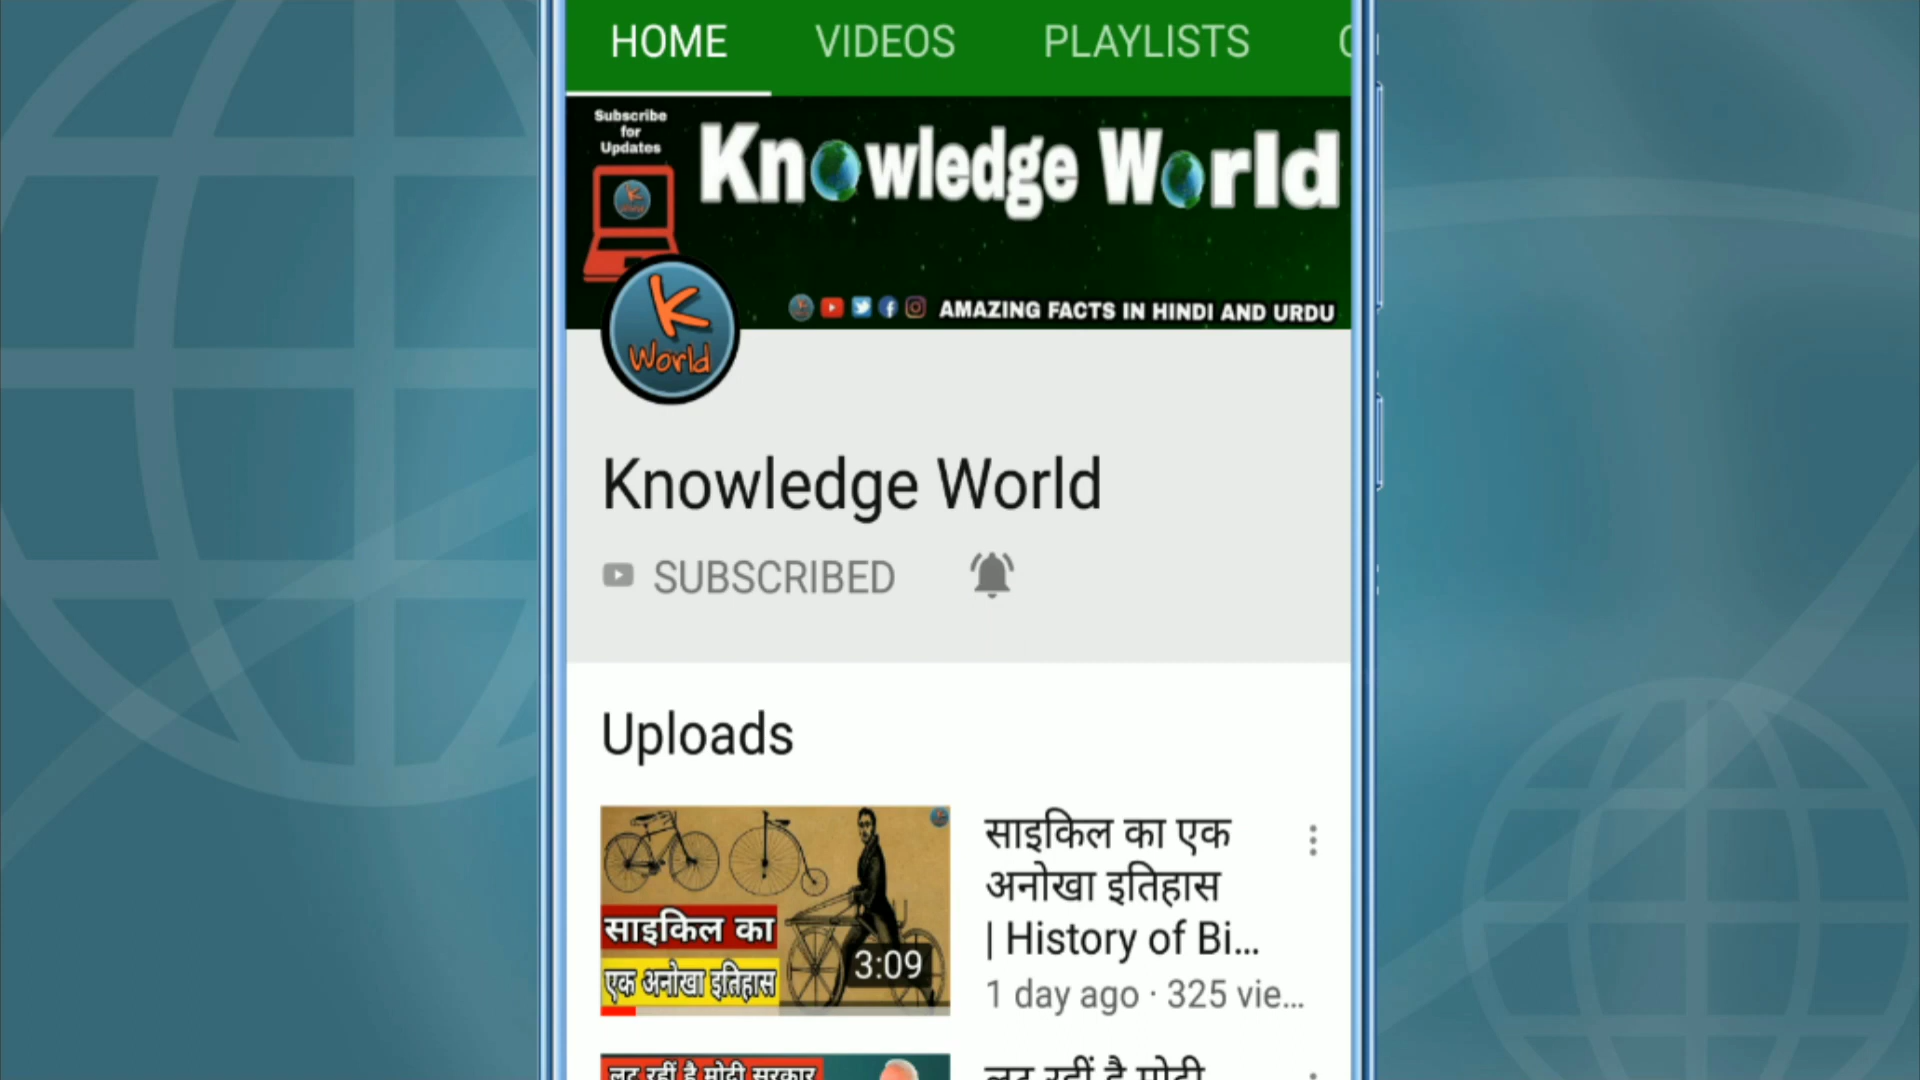 HOME VIDEOS PLAYLISTS
Subscribe
for
Updates
Knowledge World
K
World
AMAZING FACTS IN HINDI AND URDU
Knowledge World
SUBSCRIBED
Uploads
साइकिल का
एक अनोखा इतिहास
3:09
साइकिल का एक
अनोखा इतिहास
| History of Bi...
1 day ago · 325 vie...